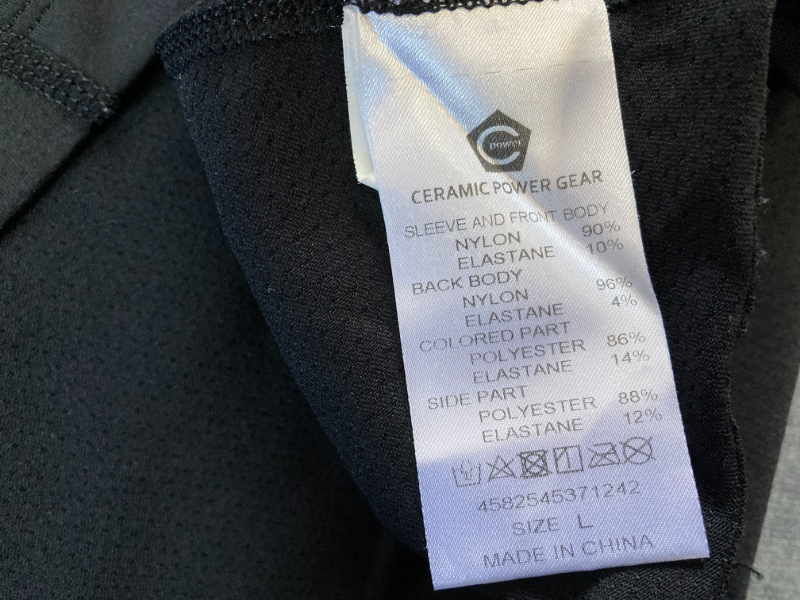 C power
CERAMIC POWER GEAR
SLEEVE AND FRONT BODY
NYLON 90%
ELASTANE 10%
BACK BODY
NYLON 96%
ELASTANE 4%
COLORED PART
POLYESTER 86%
ELASTANE 14%
SIDE PART
POLYESTER 88%
ELASTANE 12%
4582545371242
SIZE L
MADE IN CHINA